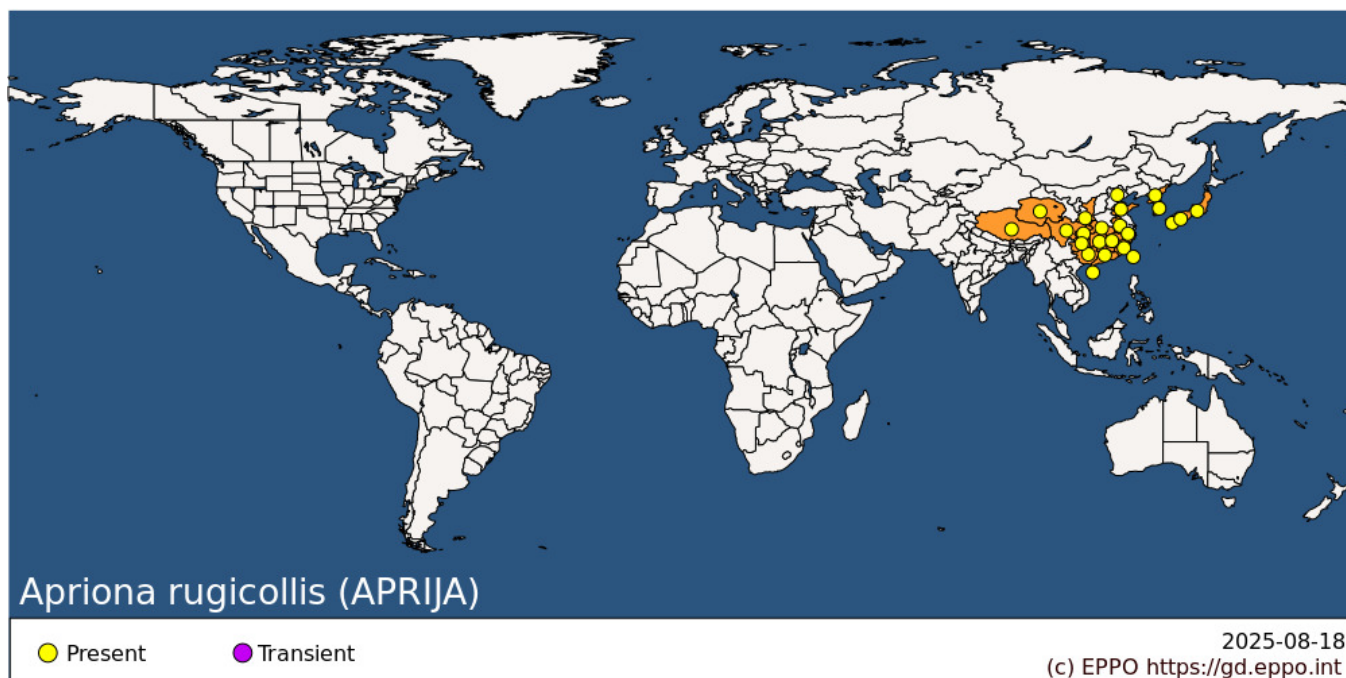 Apriona rugicollis (APRIJA)
Present
Transient
2025-08-18
(c) EPPO https://gd.eppo.int